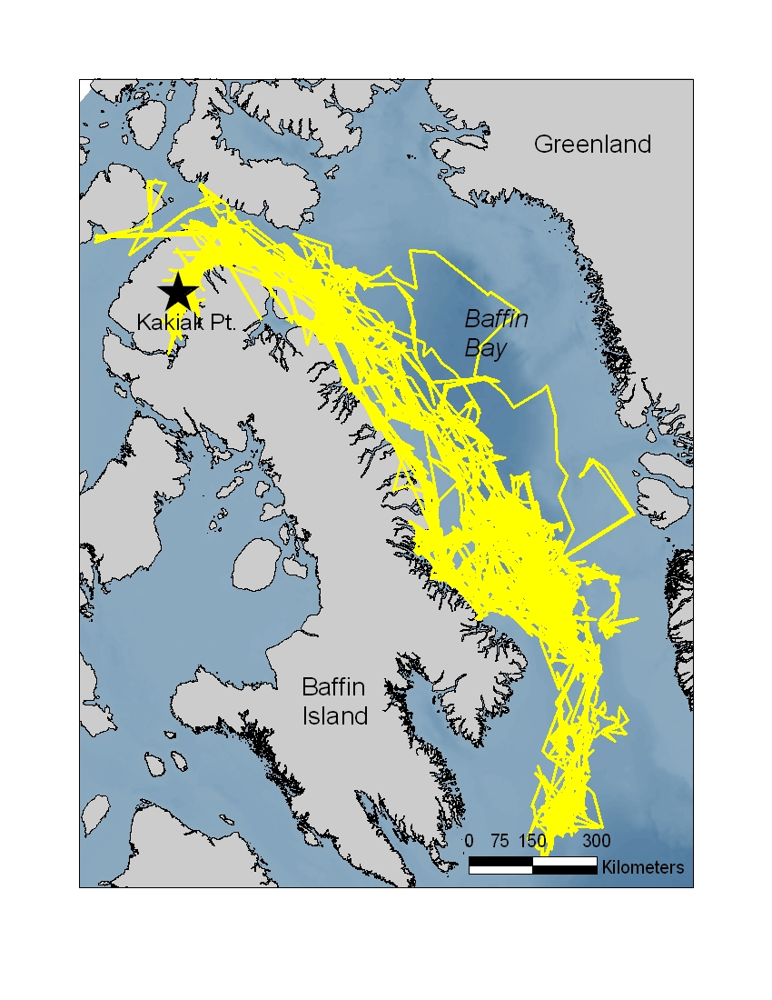 Greenland
Baffin
Bay
Kakiak Pt.
Baffin
Island
0 75 150 300
Kilometers